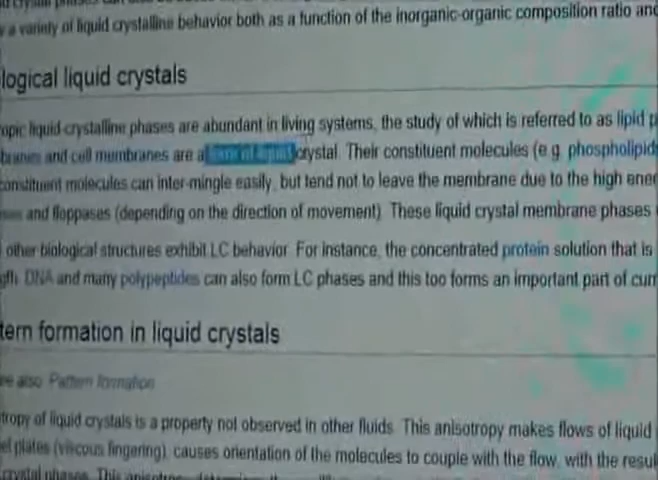 a variety of liquid crystalline behavior both as a function of the inorganic-organic composition ratio and
logical liquid crystals
opic liquid-crystalline phases are abundant in living systems, the study of which is referred to as lipid p
branes and cell membranes are a form of liquid crystal. Their constituent molecules (e.g. phospholipid
constituent molecules can inter-mingle easily, but tend not to leave the membrane due to the high ener
and floppases (depending on the direction of movement). These liquid crystal membrane phases
other biological structures exhibit LC behavior. For instance, the concentrated protein solution that is
gth. DNA and many polypeptides can also form LC phases and this too forms an important part of curr
tern formation in liquid crystals
ee also: Pattern formation
tropy of liquid crystals is a property not observed in other fluids. This anisotropy makes flows of liquid
el plates (viscous fingering), causes orientation of the molecules to couple with the flow, with the resul
crystal phases. This